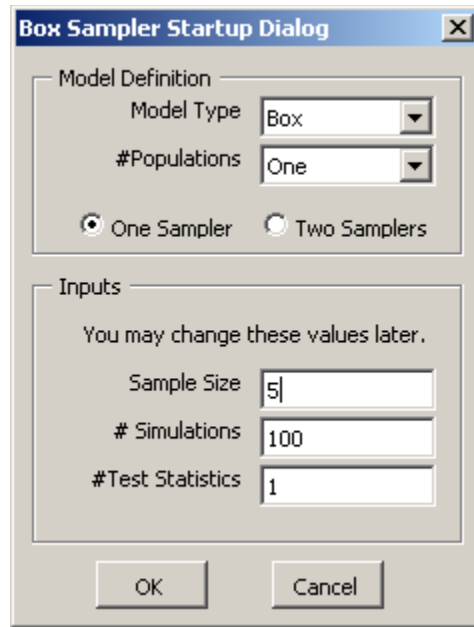 Box Sampler Startup Dialog
Model Definition
Model Type Box
#Populations One
One Sampler Two Samplers
Inputs
You may change these values later.
Sample Size 5
# Simulations 100
#Test Statistics 1
OK Cancel